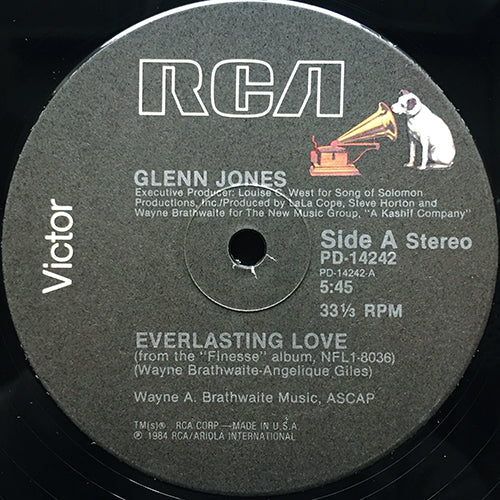 RCA
Victor
GLENN JONES
Executive Producer: Louise C. West for Song of Solomon
Productions, Inc./Produced by LaLa Cope, Steve Horton and
Wayne Brathwaite for The New Music Group, "A Kashif Company"
Side A Stereo
PD-14242
PD-14242-A
5:45
33⅓ RPM
EVERLASTING LOVE
(from the "Finesse" album, NFL1-8036)
(Wayne Brathwaite-Angelique Giles)
Wayne A. Brathwaite Music, ASCAP
TM(s)® RCA CORP—MADE IN U.S.A
℗ 1984 RCA/ARIOLA INTERNATIONAL